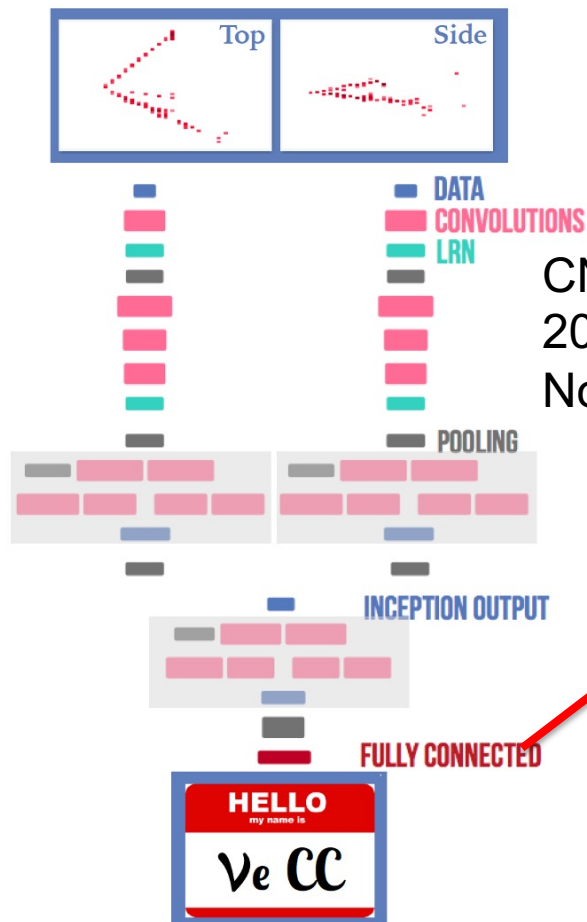 Top Side
DATA
CONVOLUTIONS
LRN
CN
20
No
POOLING
INCEPTION OUTPUT
FULLY CONNECTED
HELLO
my name is
νe CC